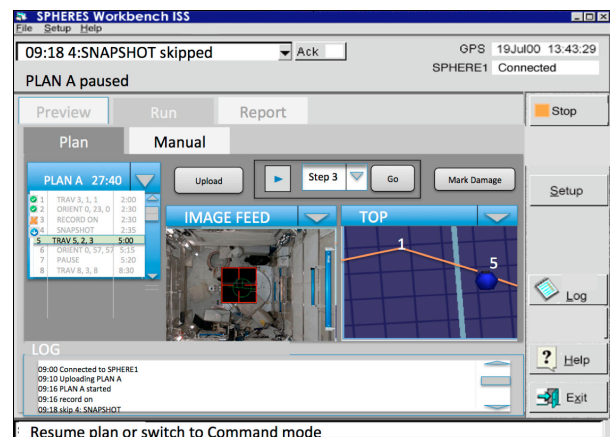 SPHERES Workbench ISS
File Setup Help
09:18 4:SNAPSHOT skipped
Ack
GPS 19Jul00 13:43:29
SPHERE1 Connected
PLAN A paused
Preview Run Report
Stop
Plan Manual
PLAN A 27:40
Upload
Step 3
Go
Mark Damage
Setup
1 TRAV 3, 1, 1 2:00
2 ORIENT 0, 23, 0 2:30
3 RECORD ON 2:30
4 SNAPSHOT 2:35
5 TRAV 5, 2, 3 5:00
6 ORIENT 0, 57, 57 5:15
7 PAUSE 5:20
8 TRAV 8, 3, 8 8:30
IMAGE FEED
TOP
1
5
Log
LOG
09:00 Connected to SPHERE1
09:10 Uploading PLAN A
09:16 PLAN A started
09:16 record on
09:18 skip 4: SNAPSHOT
Help
Exit
Resume plan or switch to Command mode